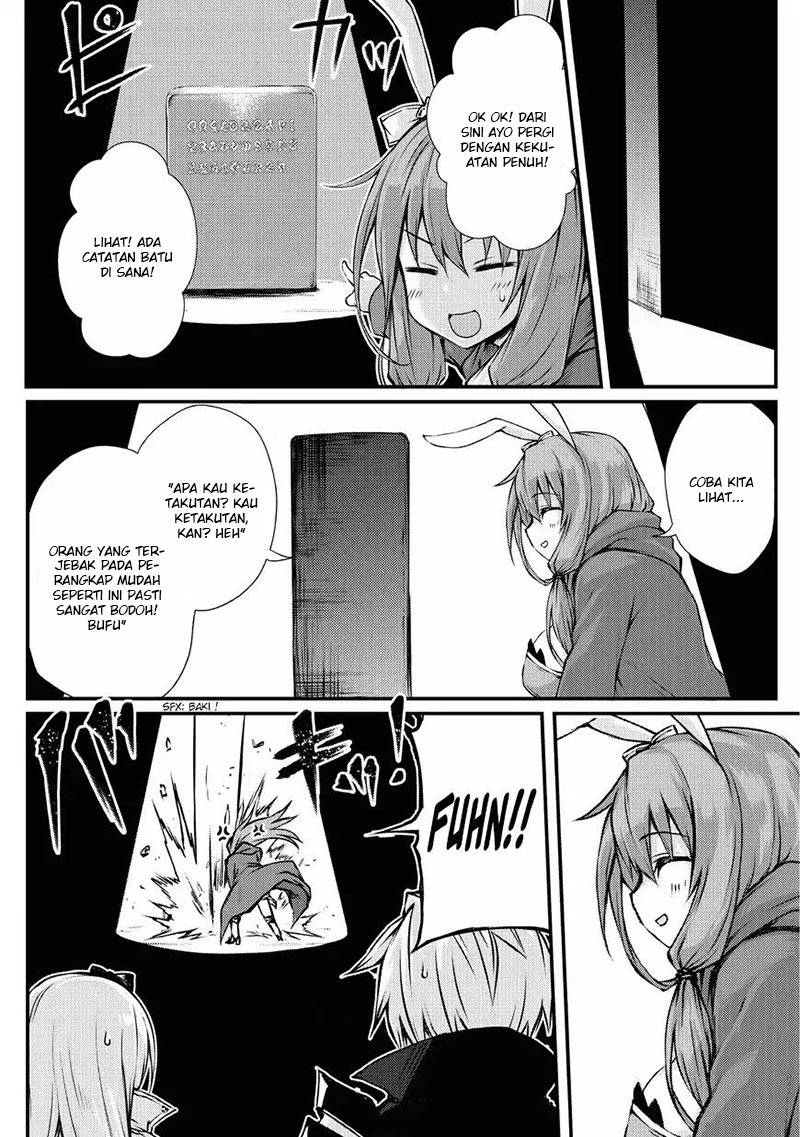 OK OK! DARI
SINI AYO PERGI
DENGAN KEKU-
ATAN PENUH!
LIHAT! ADA
CATATAN BATU
DI SANA!
COBA KITA
LIHAT...
"APA KAU KE-
TAKUTAN? KAU
KETAKUTAN,
KAN? HEH"
ORANG YANG TER-
JEBAK PADA PE-
RANGKAP MUDAH
SEPERTI INI PASTI
SANGAT BODOH!
BUFU"
FUHN!!
SFX: BAKI !